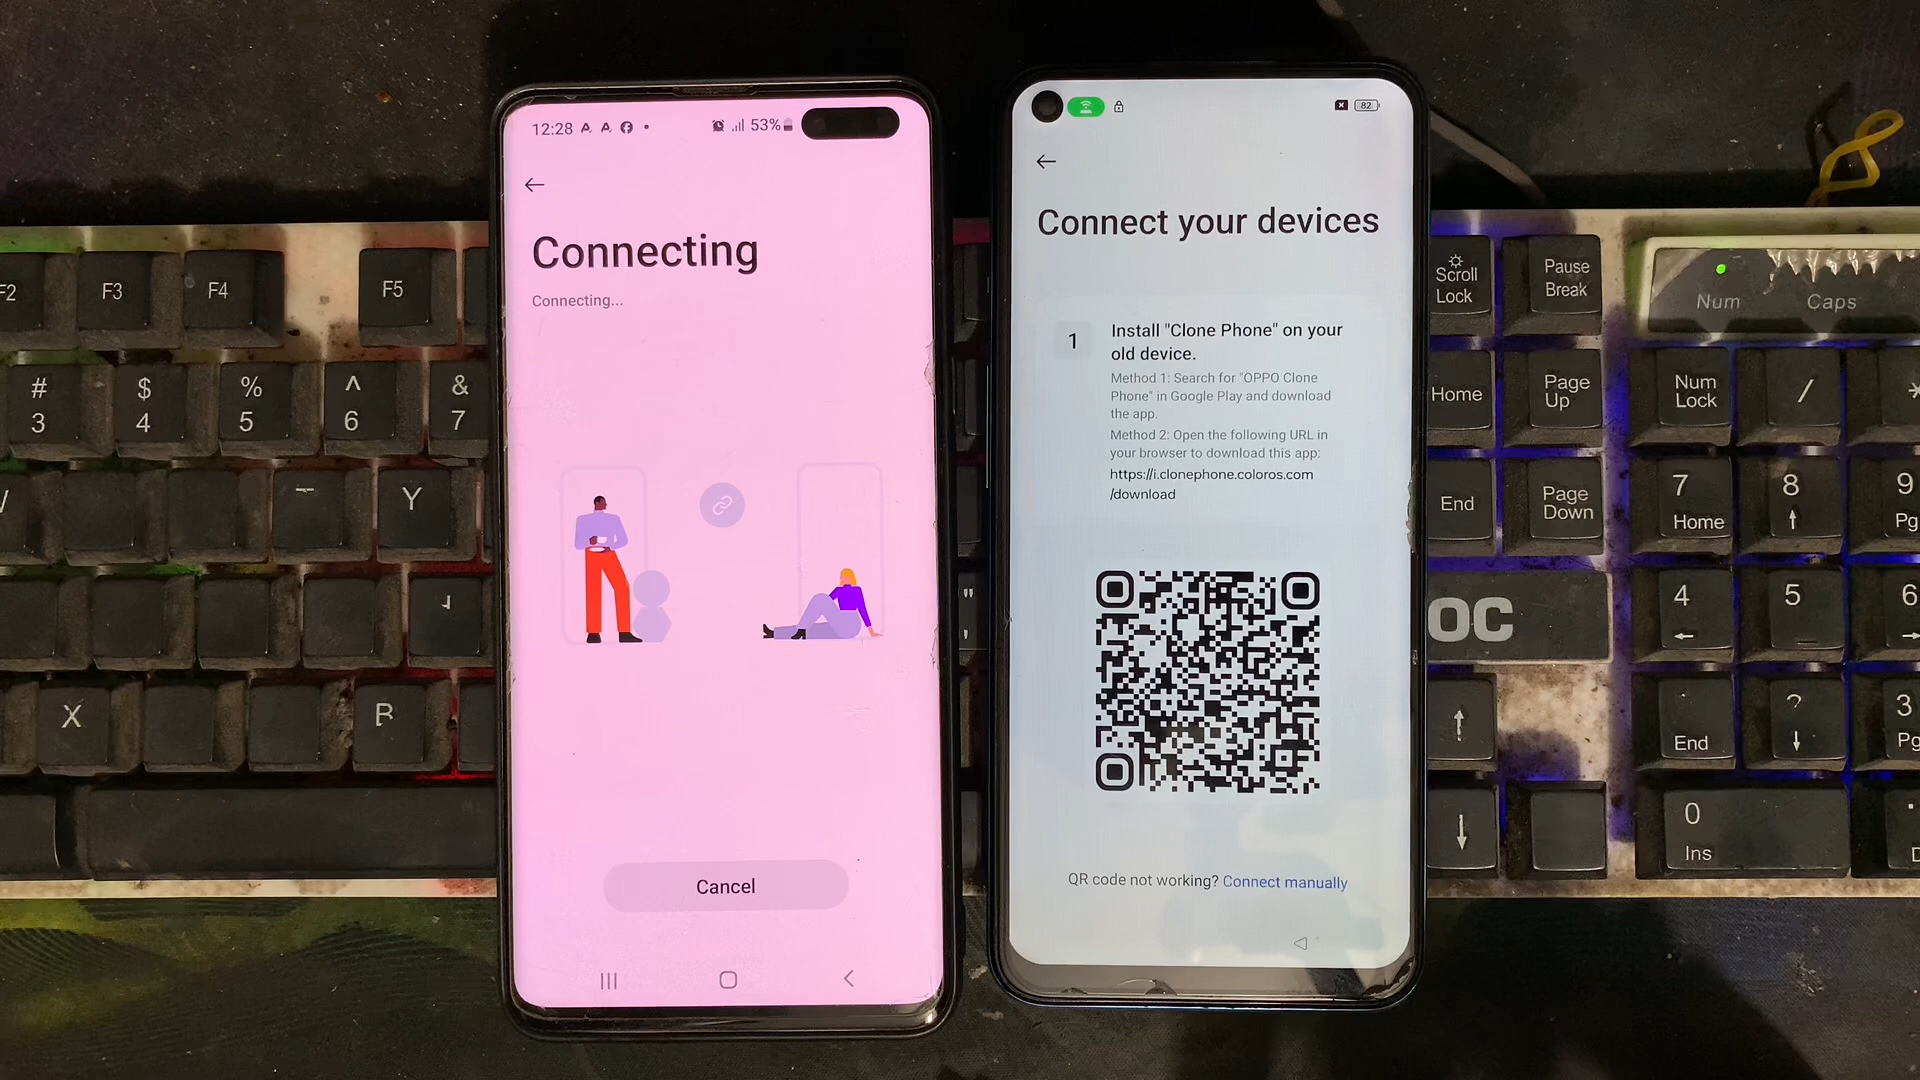 12:28
53%
Connecting
Connecting...
Cancel
82
Connect your devices
1
Install "Clone Phone" on your
old device.
Method 1: Search for "OPPO Clone
Phone" in Google Play and download
the app.
Method 2: Open the following URL in
your browser to download this app:
https://i.clonephone.coloros.com
/download
QR code not working? Connect manually
F2
F3
F4
F5
Scroll
Lock
Pause
Break
Num
Caps
#
3
$
4
%
5
^
6
&
7
Home
Page
Up
Num
Lock
/
Y
End
Page
Down
7
Home
8
9
Pg
OC
4
5
6
X
B
End
?
3
Pg
0
Ins